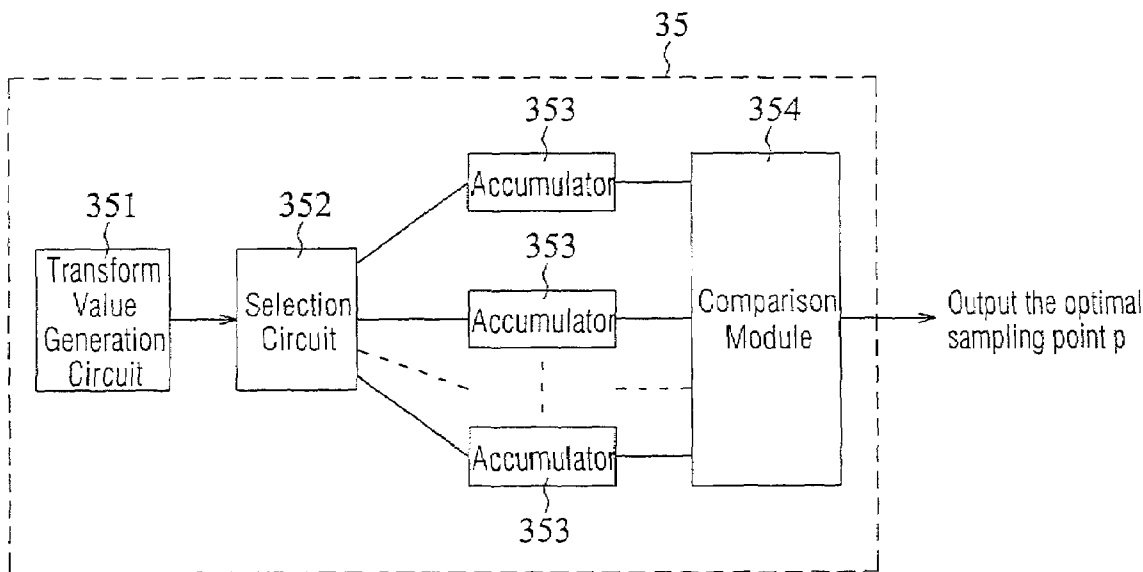 35
353
354
Accumulator
351
352
353
Transform
Value
Generation
Circuit
Selection
Circuit
Accumulator
Comparison
Module
Output the optimal
sampling point p
Accumulator
353